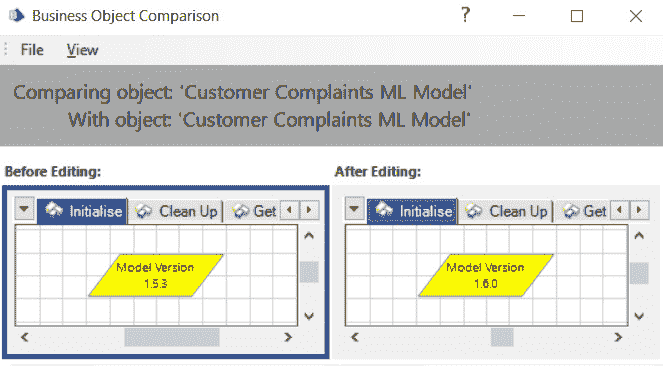 Business Object Comparison
?
File View
Comparing object: 'Customer Complaints ML Model'
With object: 'Customer Complaints ML Model'
Before Editing:
After Editing:
Initialise Clean Up Get
Model Version
1.5.3
Initialise Clean Up Get
Model Version
1.6.0